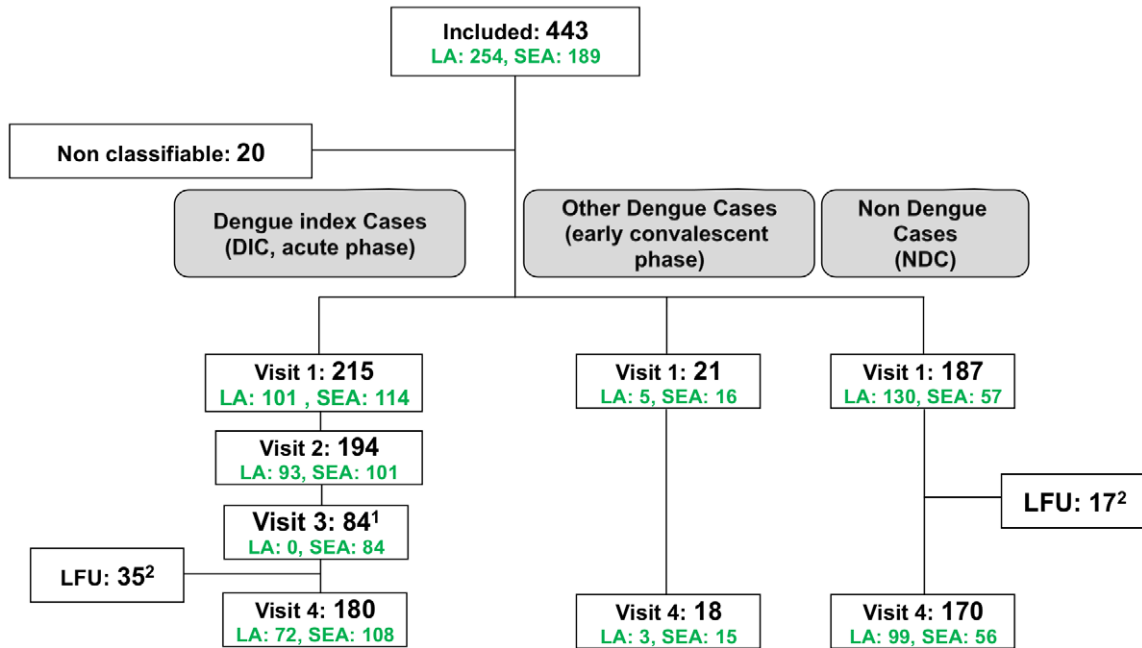 Included: 443
LA: 254, SEA: 189
Non classifiable: 20
Dengue index Cases
(DIC, acute phase)
Other Dengue Cases
(early convalescent
phase)
Non Dengue
Cases
(NDC)
Visit 1: 215
LA: 101 , SEA: 114
Visit 1: 21
LA: 5, SEA: 16
Visit 1: 187
LA: 130, SEA: 57
Visit 2: 194
LA: 93, SEA: 101
LFU: 17²
Visit 3: 84¹
LA: 0, SEA: 84
LFU: 35²
Visit 4: 180
LA: 72, SEA: 108
Visit 4: 18
LA: 3, SEA: 15
Visit 4: 170
LA: 99, SEA: 56